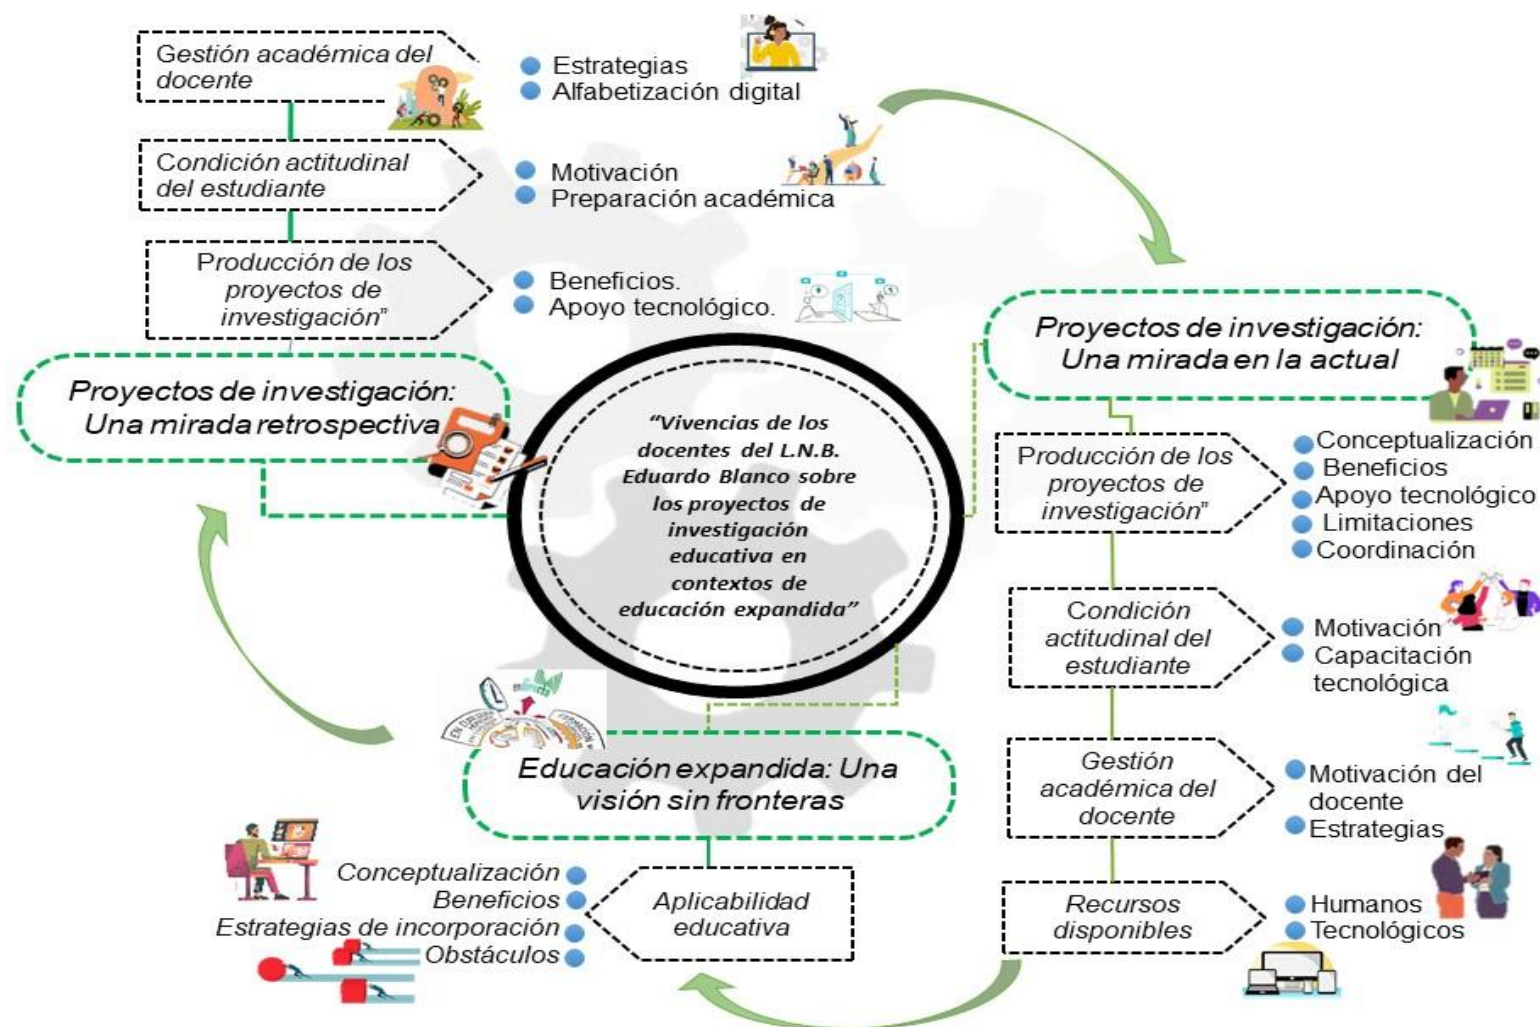 Gestión académica del
docente
Estrategias
Alfabetización digital
Condición actitudinal
del estudiante
Motivación
Preparación académica
Producción de los
proyectos de
investigación”
Beneficios.
Apoyo tecnológico.
Proyectos de investigación:
Una mirada retrospectiva
“Vivencias de los
docentes del L.N.B.
Eduardo Blanco sobre
los proyectos de
investigación
educativa en
contextos de
educación expandida”
Proyectos de investigación:
Una mirada en la actual
Producción de los
proyectos de
investigación”
Conceptualización
Beneficios
Apoyo tecnológico
Limitaciones
Coordinación
Condición
actitudinal del
estudiante
Motivación
Capacitación
tecnológica
Gestión
académica del
docente
Motivación del
docente
Estrategias
Recursos
disponibles
Humanos
Tecnológicos
Educación expandida: Una
visión sin fronteras
Aplicabilidad
educativa
Conceptualización
Beneficios
Estrategias de incorporación
Obstáculos